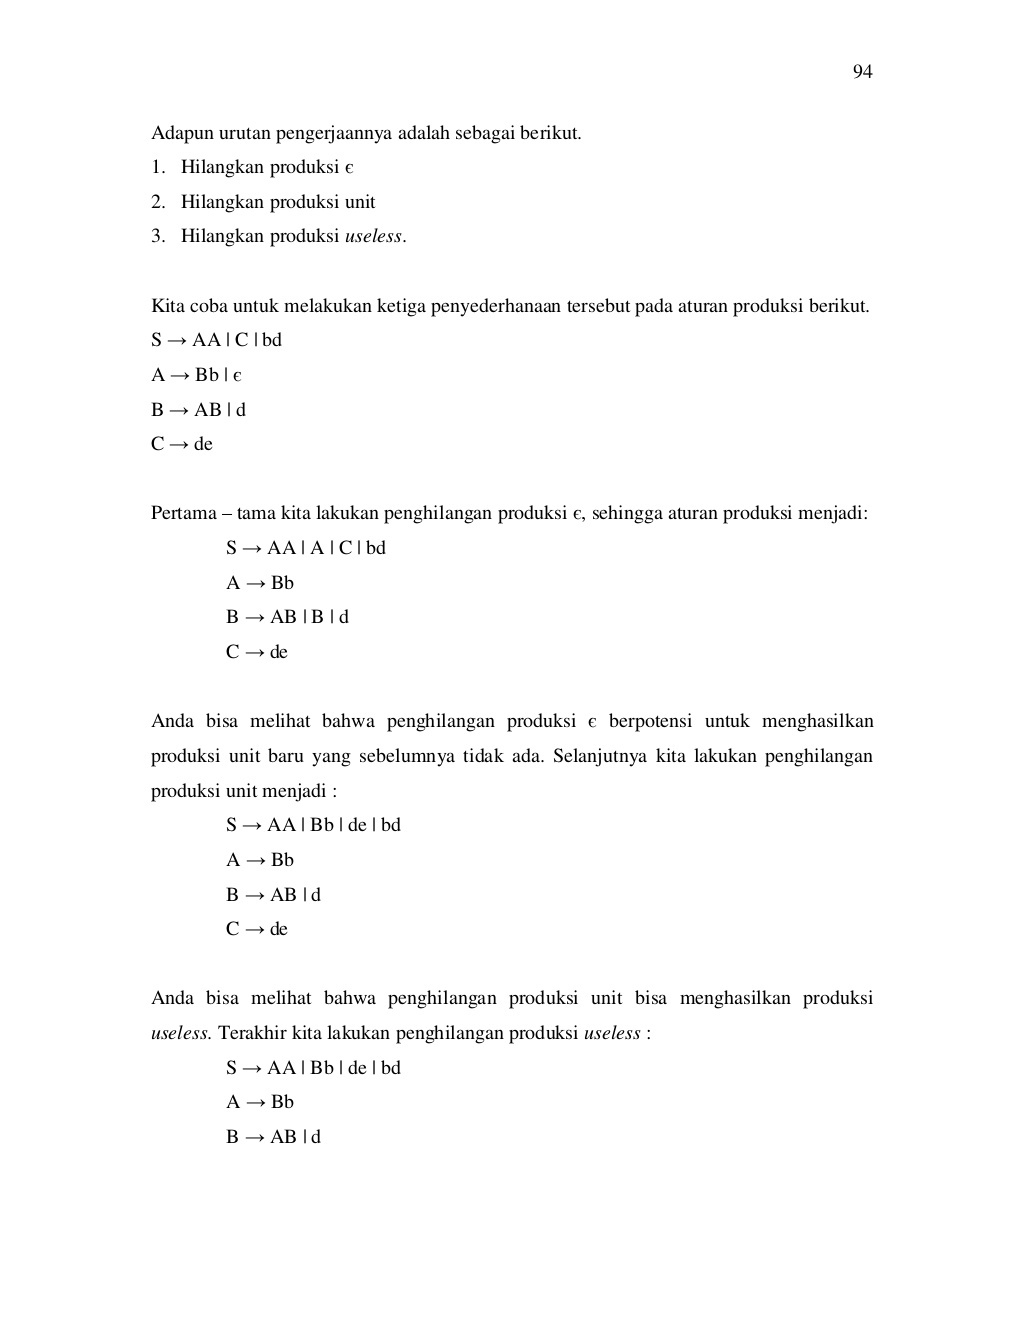 94
Adapun urutan pengerjaannya adalah sebagai berikut.
1. Hilangkan produksi є
2. Hilangkan produksi unit
3. Hilangkan produksi useless.
Kita coba untuk melakukan ketiga penyederhanaan tersebut pada aturan produksi berikut.
S → AA | C | bd
A → Bb | є
B → AB | d
C → de
Pertama – tama kita lakukan penghilangan produksi є, sehingga aturan produksi menjadi:
S → AA | A | C | bd
A → Bb
B → AB | B | d
C → de
Anda bisa melihat bahwa penghilangan produksi є berpotensi untuk menghasilkan
produksi unit baru yang sebelumnya tidak ada. Selanjutnya kita lakukan penghilangan
produksi unit menjadi :
S → AA | Bb | de | bd
A → Bb
B → AB | d
C → de
Anda bisa melihat bahwa penghilangan produksi unit bisa menghasilkan produksi
useless. Terakhir kita lakukan penghilangan produksi useless :
S → AA | Bb | de | bd
A → Bb
B → AB | d